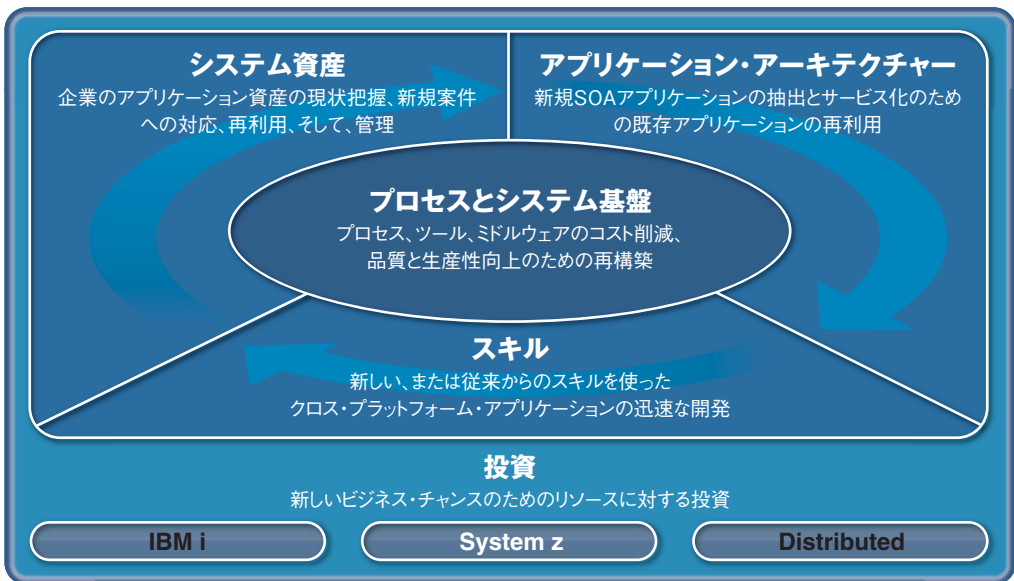 システム資産
企業のアプリケーション資産の現状把握、新規案件
への対応、再利用、そして、管理
アプリケーション・アーキテクチャー
新規SOAアプリケーションの抽出とサービス化のため
の既存アプリケーションの再利用
プロセスとシステム基盤
プロセス、ツール、ミドルウェアのコスト削減、
品質と生産性向上のための再構築
スキル
新しい、または従来からのスキルを使った
クロス・プラットフォーム・アプリケーションの迅速な開発
投資
新しいビジネス・チャンスのためのリソースに対する投資
IBM i
System z
Distributed